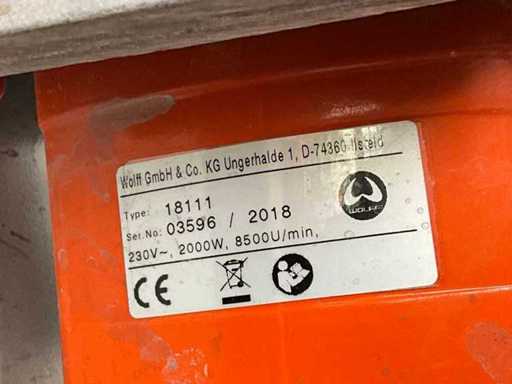 Wolff GmbH & Co. KG Ungerhalde 1, D-74360 Ilsfeld
Type: 18111
Ser.No: 03596 / 2018
230V~, 2000W, 8500U/min,
WOLFF
CE